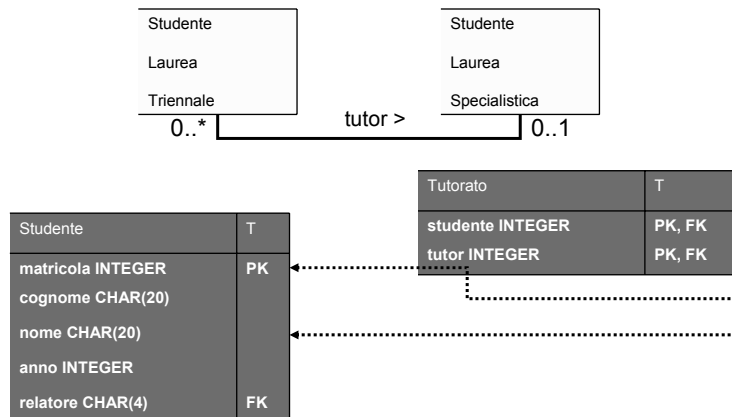 Studente
Laurea
Triennale
Studente
Laurea
Specialistica
0..*
tutor >
0..1
Tutorato T
studente INTEGER PK, FK
tutor INTEGER PK, FK
Studente T
matricola INTEGER PK
cognome CHAR(20)
nome CHAR(20)
anno INTEGER
relatore CHAR(4) FK